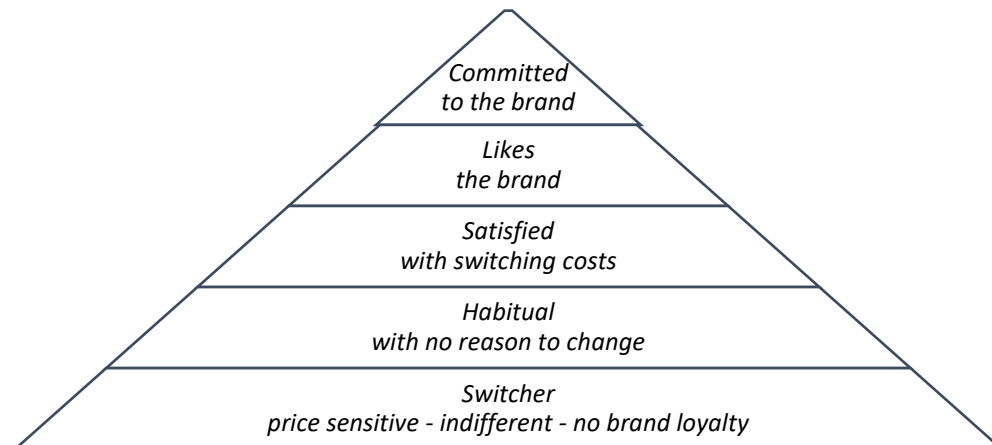 Committed
to the brand
Likes
the brand
Satisfied
with switching costs
Habitual
with no reason to change
Switcher
price sensitive - indifferent - no brand loyalty